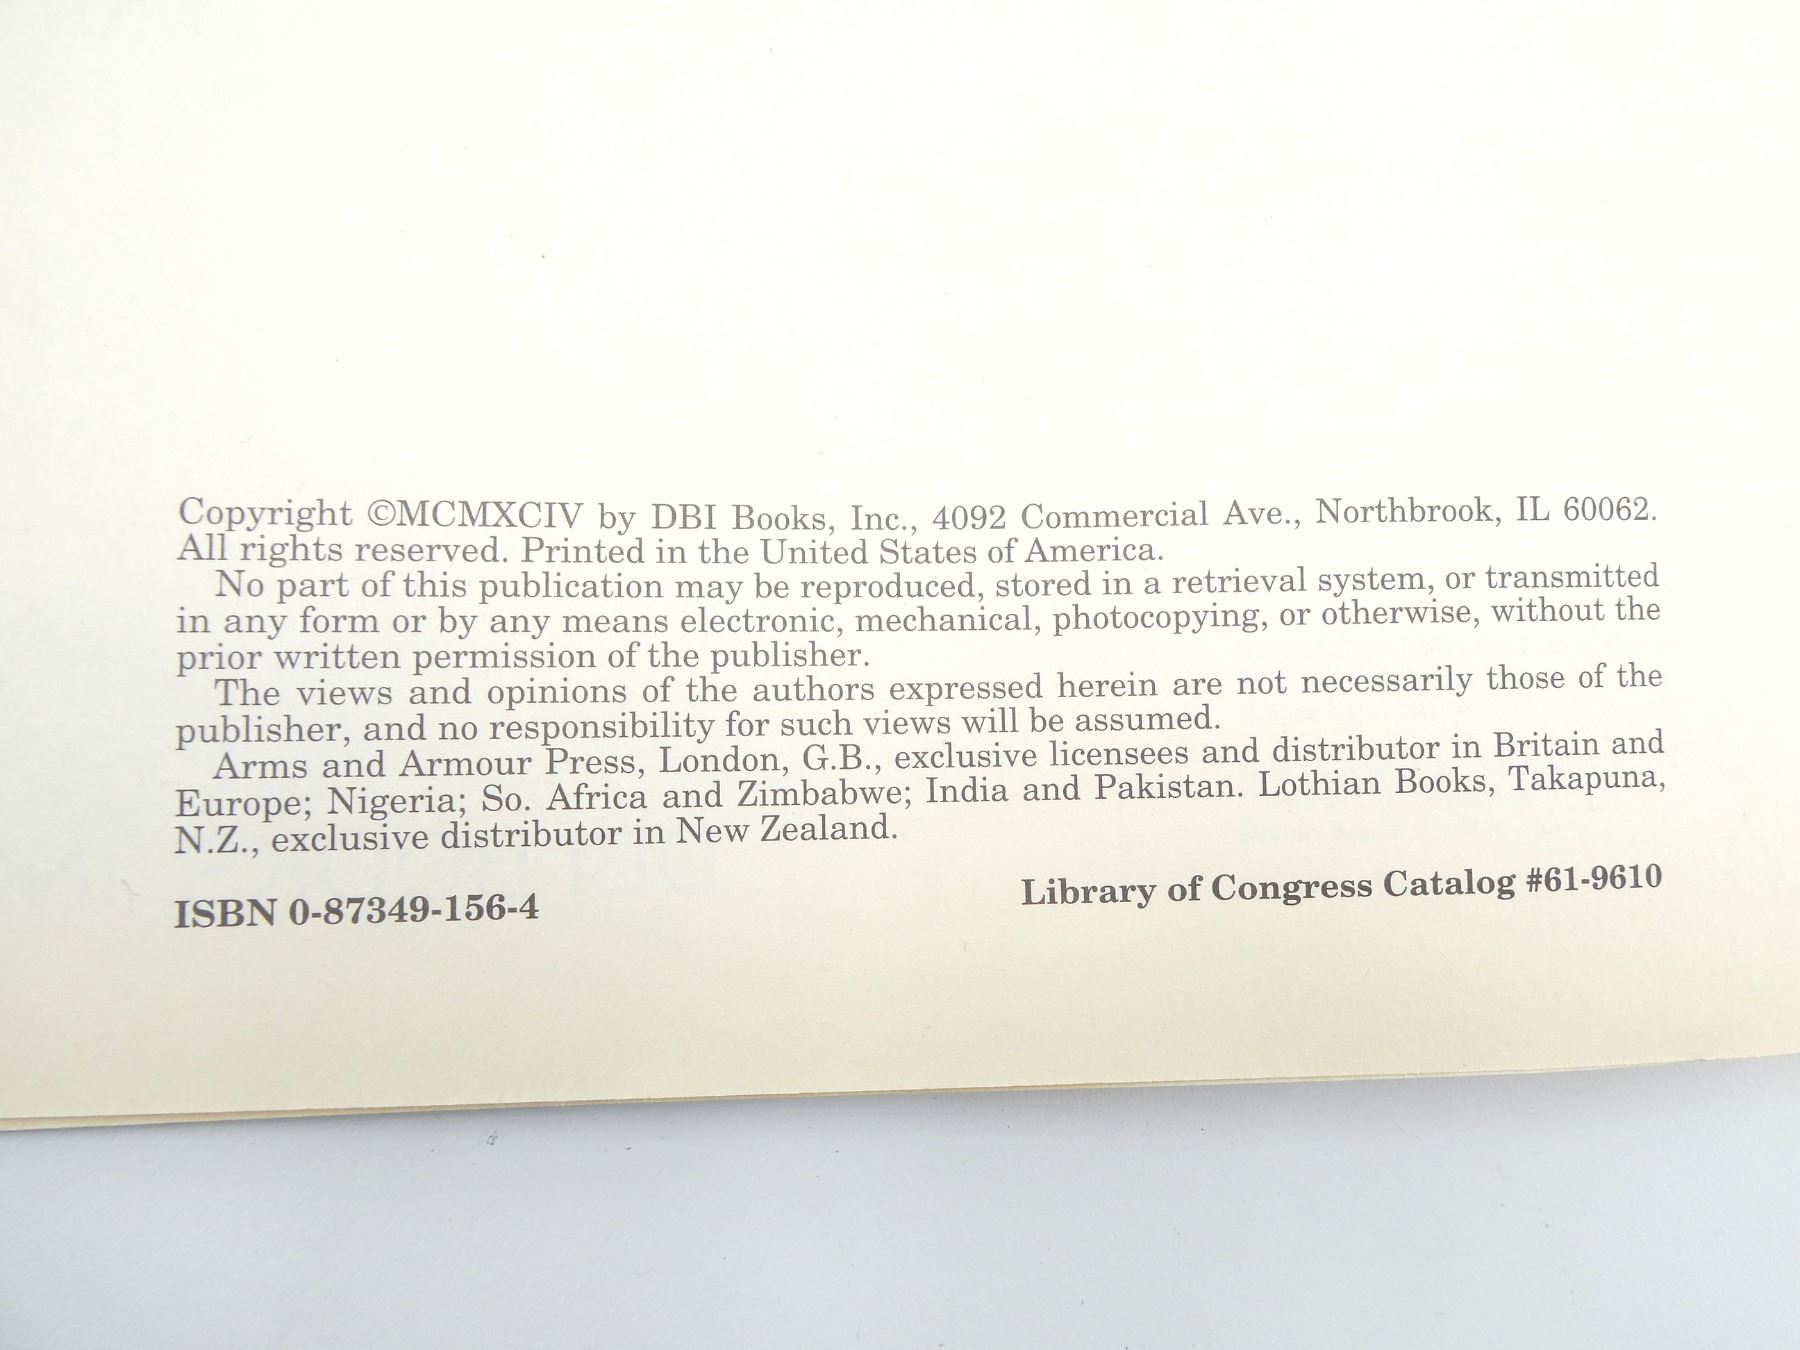 Copyright ©MCMXCIV by DBI Books, Inc., 4092 Commercial Ave., Northbrook, IL 60062.
All rights reserved. Printed in the United States of America.
No part of this publication may be reproduced, stored in a retrieval system, or transmitted
in any form or by any means electronic, mechanical, photocopying, or otherwise, without the
prior written permission of the publisher.
The views and opinions of the authors expressed herein are not necessarily those of the
publisher, and no responsibility for such views will be assumed.
Arms and Armour Press, London, G.B., exclusive licensees and distributor in Britain and
Europe; Nigeria; So. Africa and Zimbabwe; India and Pakistan. Lothian Books, Takapuna,
N.Z., exclusive distributor in New Zealand.
ISBN 0-87349-156-4
Library of Congress Catalog #61-9610